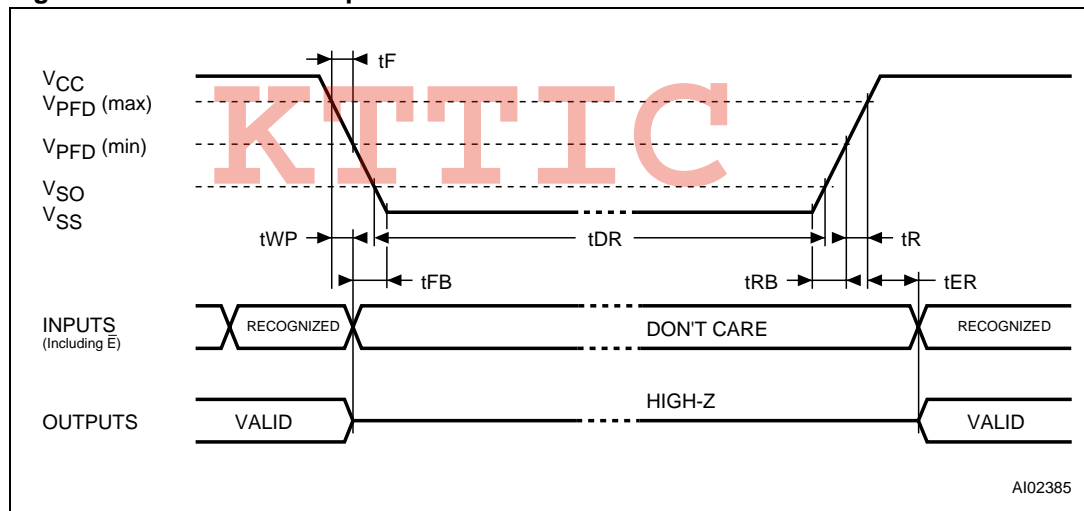 tF
VCC
VPFD (max)
VPFD (min)
VSO
VSS
KTTIC
tWP
tDR
tR
tFB
tRB
tER
INPUTS
(Including E̅)
RECOGNIZED
DON'T CARE
RECOGNIZED
HIGH-Z
OUTPUTS
VALID
VALID
AI02385